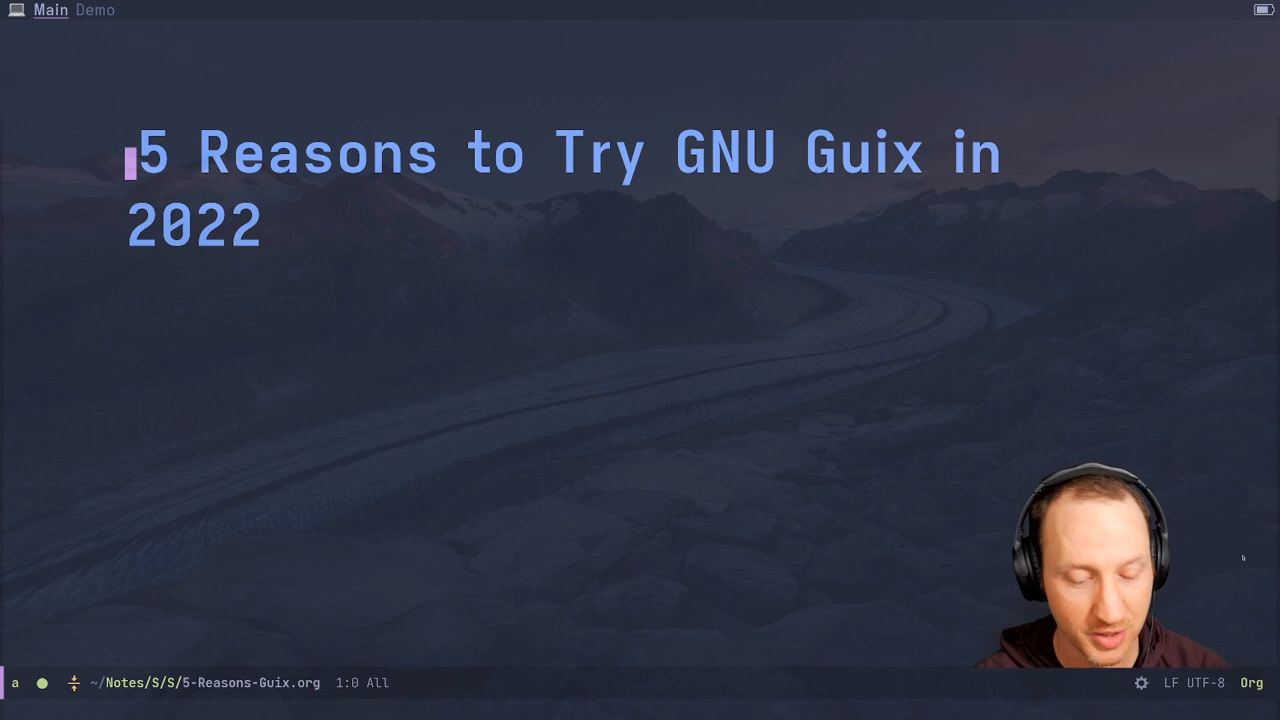 Main Demo
5 Reasons to Try GNU Guix in
2022
a ~/Notes/S/S/5-Reasons-Guix.org 1:0 All LF UTF-8 Org